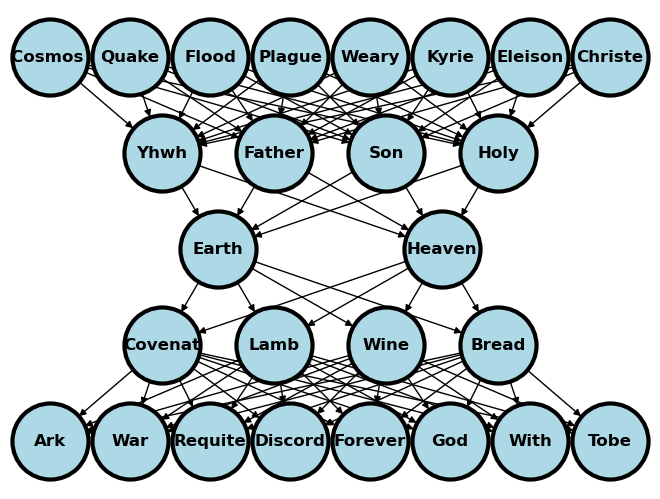 Cosmos Quake Flood Plague Weary Kyrie Eleison Christe
Yhwh Father Son Holy
Earth Heaven
Covenat Lamb Wine Bread
Ark War Requite Discord Forever God With Tobe